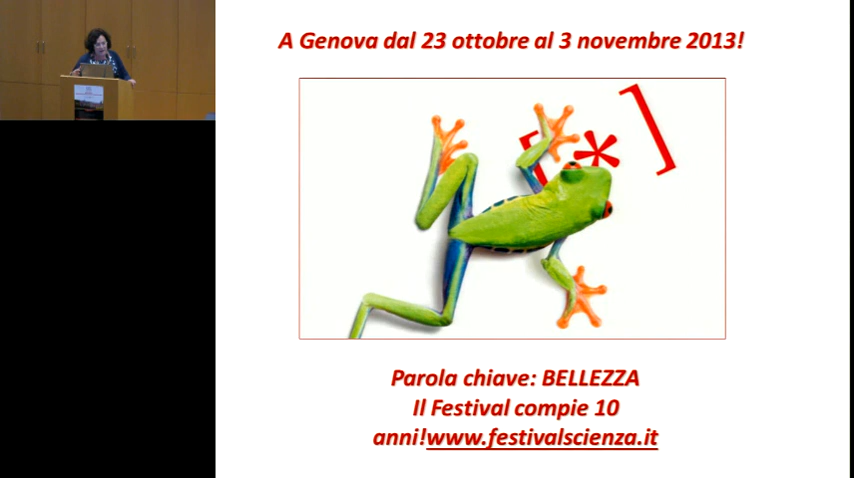 A Genova dal 23 ottobre al 3 novembre 2013!
[*]
Parola chiave: BELLEZZA
Il Festival compie 10
anni!www.festivalscienza.it